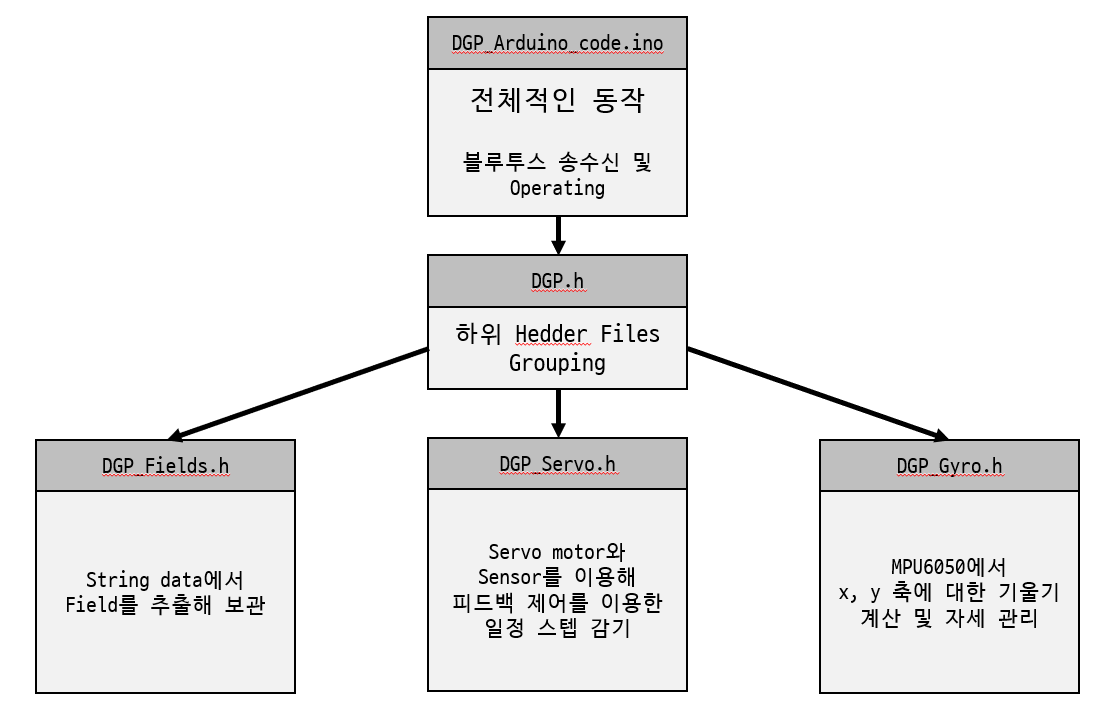 DGP_Arduino_code.ino
전체적인 동작
블루투스 송수신 및
Operating
DGP.h
하위 Hedder Files
Grouping
DGP_Fields.h
String data에서
Field를 추출해 보관
DGP_Servo.h
Servo motor와
Sensor를 이용해
피드백 제어를 이용한
일정 스텝 감기
DGP_Gyro.h
MPU6050에서
x, y 축에 대한 기울기
계산 및 자세 관리